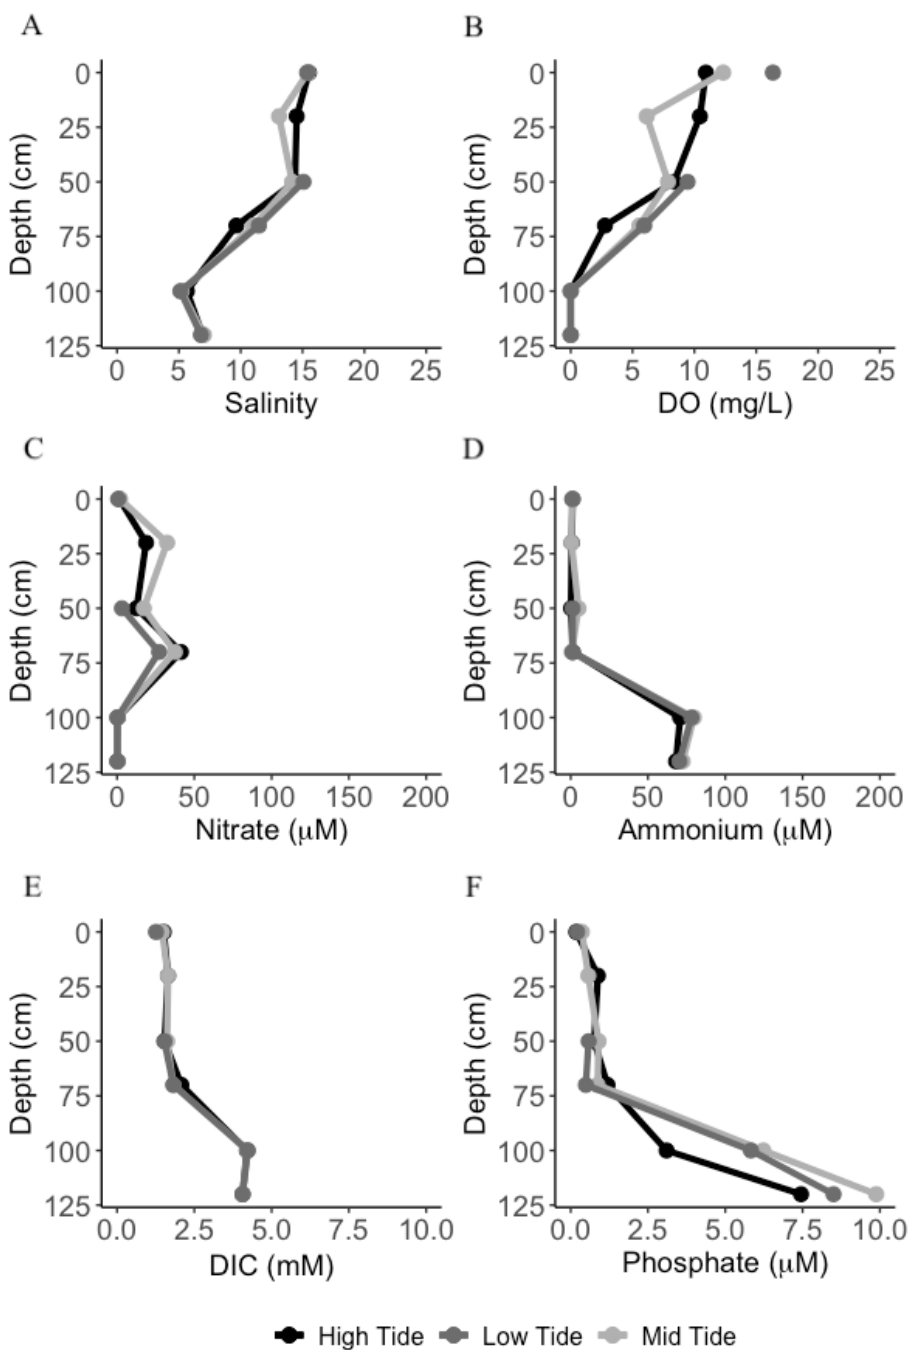 A
B
0
25
50
75
100
125
Depth (cm)
0 5 10 15 20 25
Salinity
0
25
50
75
100
125
Depth (cm)
0 5 10 15 20 25
DO (mg/L)
C
D
0
25
50
75
100
125
Depth (cm)
0 50 100 150 200
Nitrate (μM)
0
25
50
75
100
125
Depth (cm)
0 50 100 150 200
Ammonium (μM)
E
F
0
25
50
75
100
125
Depth (cm)
0.0 2.5 5.0 7.5 10.0
DIC (mM)
0
25
50
75
100
125
Depth (cm)
0.0 2.5 5.0 7.5 10.0
Phosphate (μM)
High Tide Low Tide Mid Tide